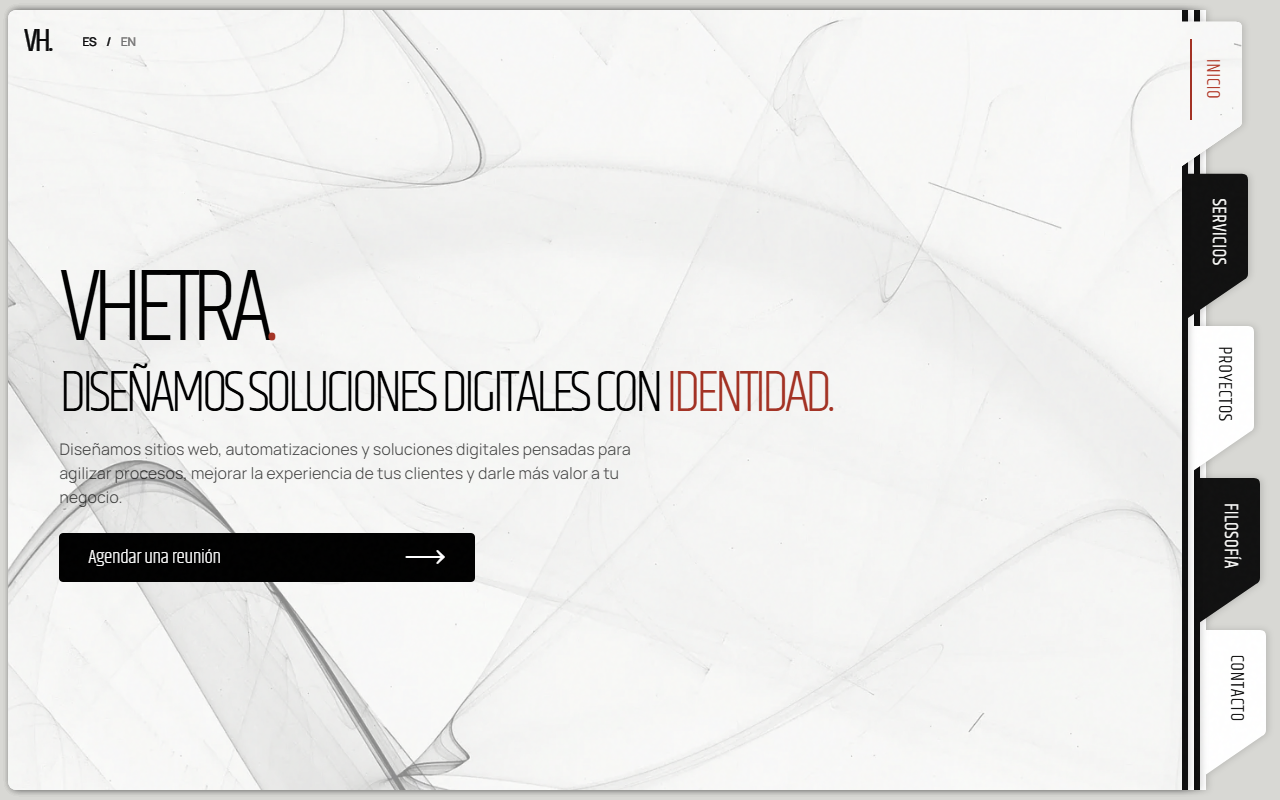 VH.
ES / EN
VHETRA.
DISEÑAMOS SOLUCIONES DIGITALES CON IDENTIDAD.
Diseñamos sitios web, automatizaciones y soluciones digitales pensadas para
agilizar procesos, mejorar la experiencia de tus clientes y darle más valor a tu
negocio.
Agendar una reunión
INICIO
SERVICIOS
PROYECTOS
FILOSOFÍA
CONTACTO